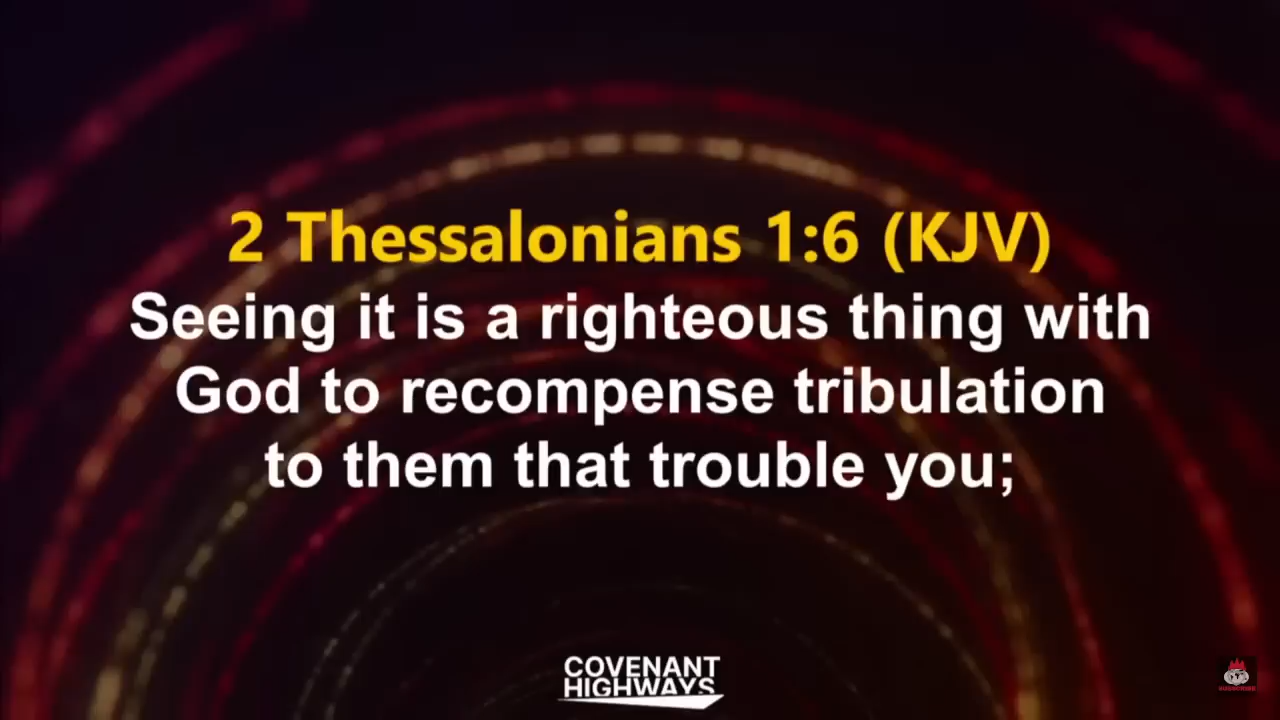 2 Thessalonians 1:6 (KJV)
Seeing it is a righteous thing with
God to recompense tribulation
to them that trouble you;
COVENANT
HIGHWAYS
SUBSCRIBE